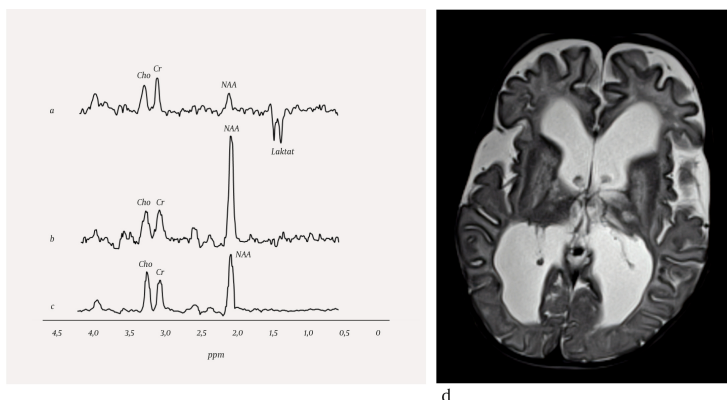 Cho Cr NAA
a
Laktat
NAA
Cho Cr
b
Cho Cr NAA
c
4,5 4,0 3,5 3,0 2,5 2,0 1,5 1,0 0,5 0
ppm
d